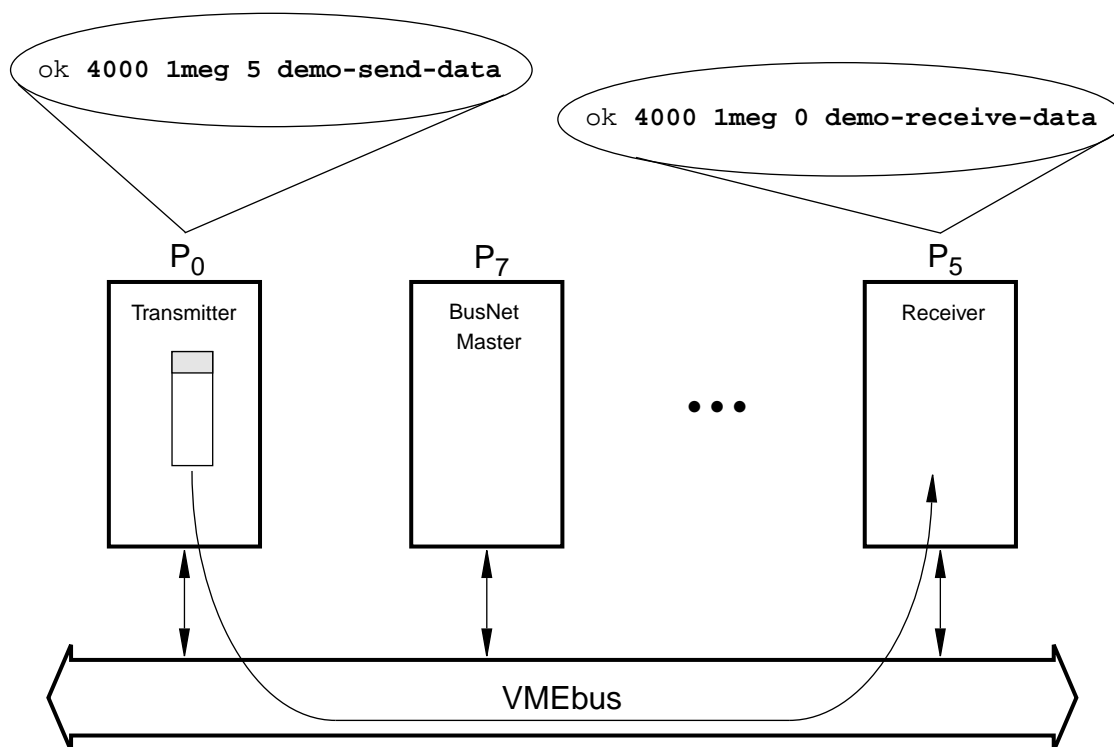 ok 4000 1meg 5 demo-send-data
ok 4000 1meg 0 demo-receive-data
P0
P7
P5
Transmitter
BusNet
Master
Receiver
VMEbus